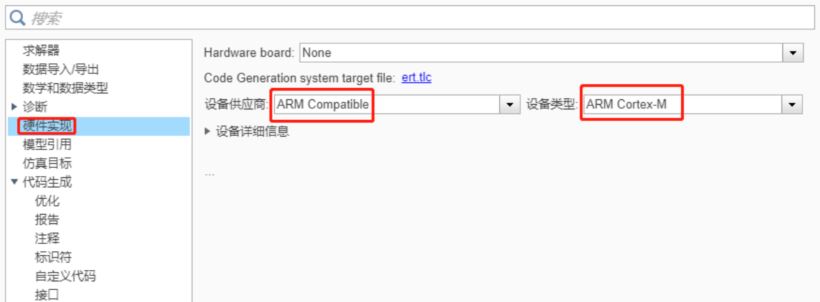 搜索
求解器
数据导入/导出
数学和数据类型
诊断
硬件实现
模型引用
仿真目标
代码生成
优化
报告
注释
标识符
自定义代码
接口
Hardware board: None
Code Generation system target file: ert.tlc
设备供应商: ARM Compatible 设备类型: ARM Cortex-M
设备详细信息
...